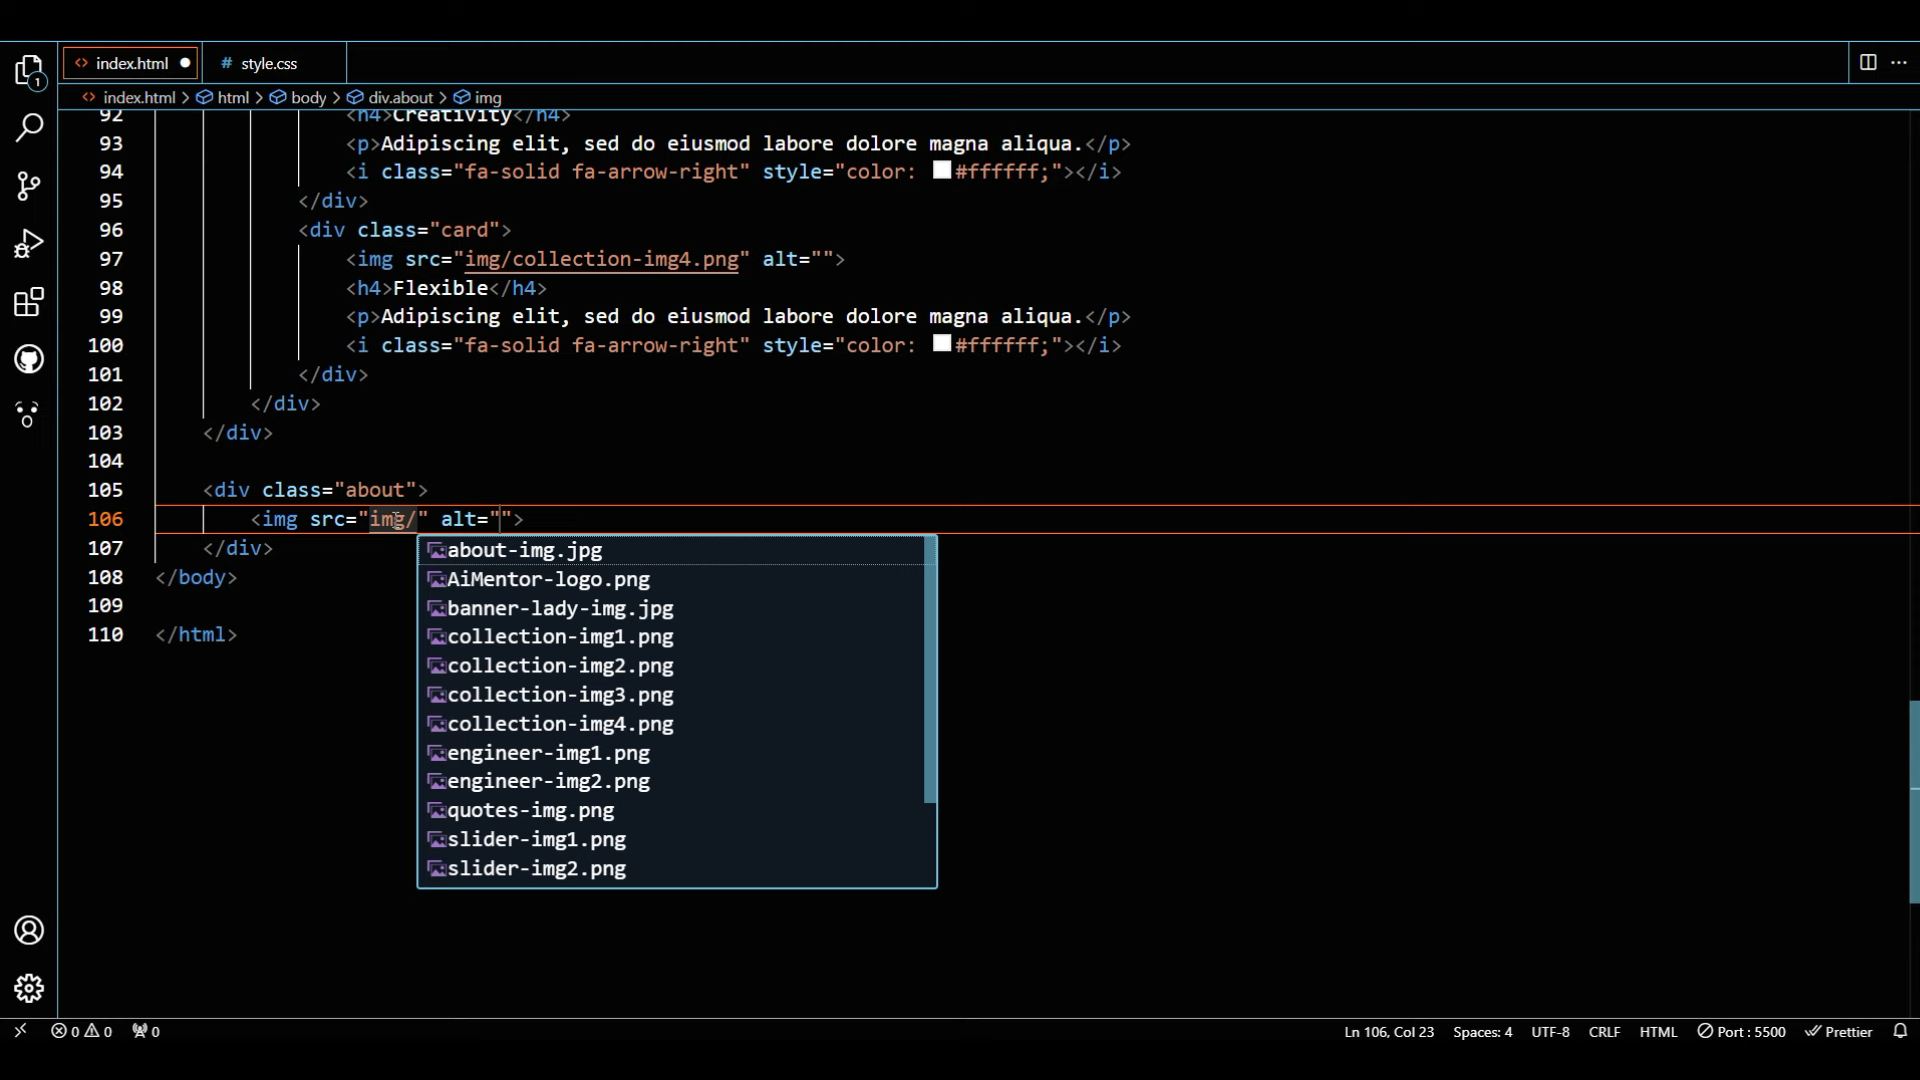 index.html
style.css
1
index.html > html > body > div.about > img
92 <h4>Creativity</h4>
93 <p>Adipiscing elit, sed do eiusmod labore dolore magna aliqua.</p>
94 <i class="fa-solid fa-arrow-right" style="color: #ffffff;"></i>
95 </div>
96 <div class="card">
97 <img src="img/collection-img4.png" alt="">
98 <h4>Flexible</h4>
99 <p>Adipiscing elit, sed do eiusmod labore dolore magna aliqua.</p>
100 <i class="fa-solid fa-arrow-right" style="color: #ffffff;"></i>
101 </div>
102 </div>
103 </div>
104
105 <div class="about">
106 <img src="img/" alt="">
107 </div>
108 </body>
109
110 </html>
about-img.jpg
AiMentor-logo.png
banner-lady-img.jpg
collection-img1.png
collection-img2.png
collection-img3.png
collection-img4.png
engineer-img1.png
engineer-img2.png
quotes-img.png
slider-img1.png
slider-img2.png
0 0 0 Ln 106, Col 23 Spaces: 4 UTF-8 CRLF HTML Port : 5500 Prettier